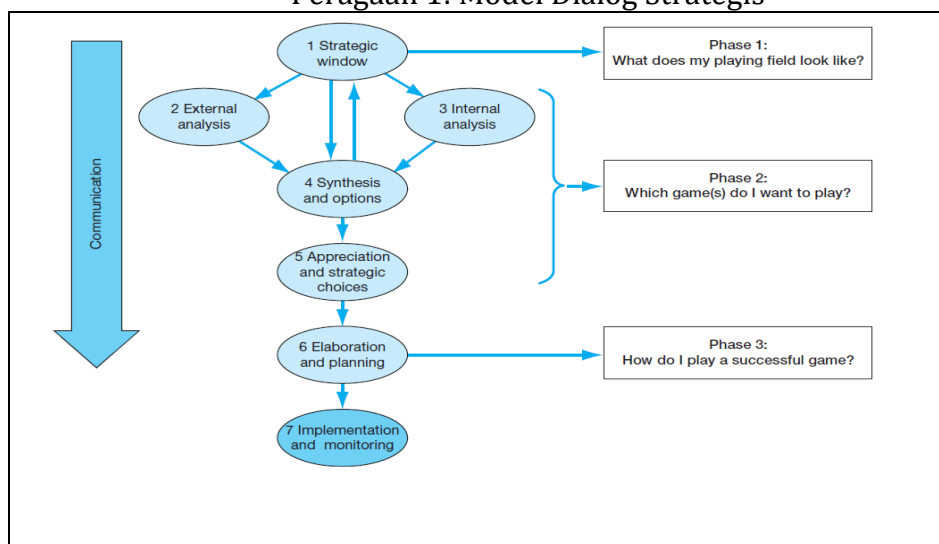 Peragaan 1. Model Dialog Strategis
1 Strategic
window
Phase 1:
What does my playing field look like?
2 External
analysis
3 Internal
analysis
4 Synthesis
and options
Phase 2:
Which game(s) do I want to play?
Communication
5 Appreciation
and strategic
choices
6 Elaboration
and planning
Phase 3:
How do I play a successful game?
7 Implementation
and monitoring